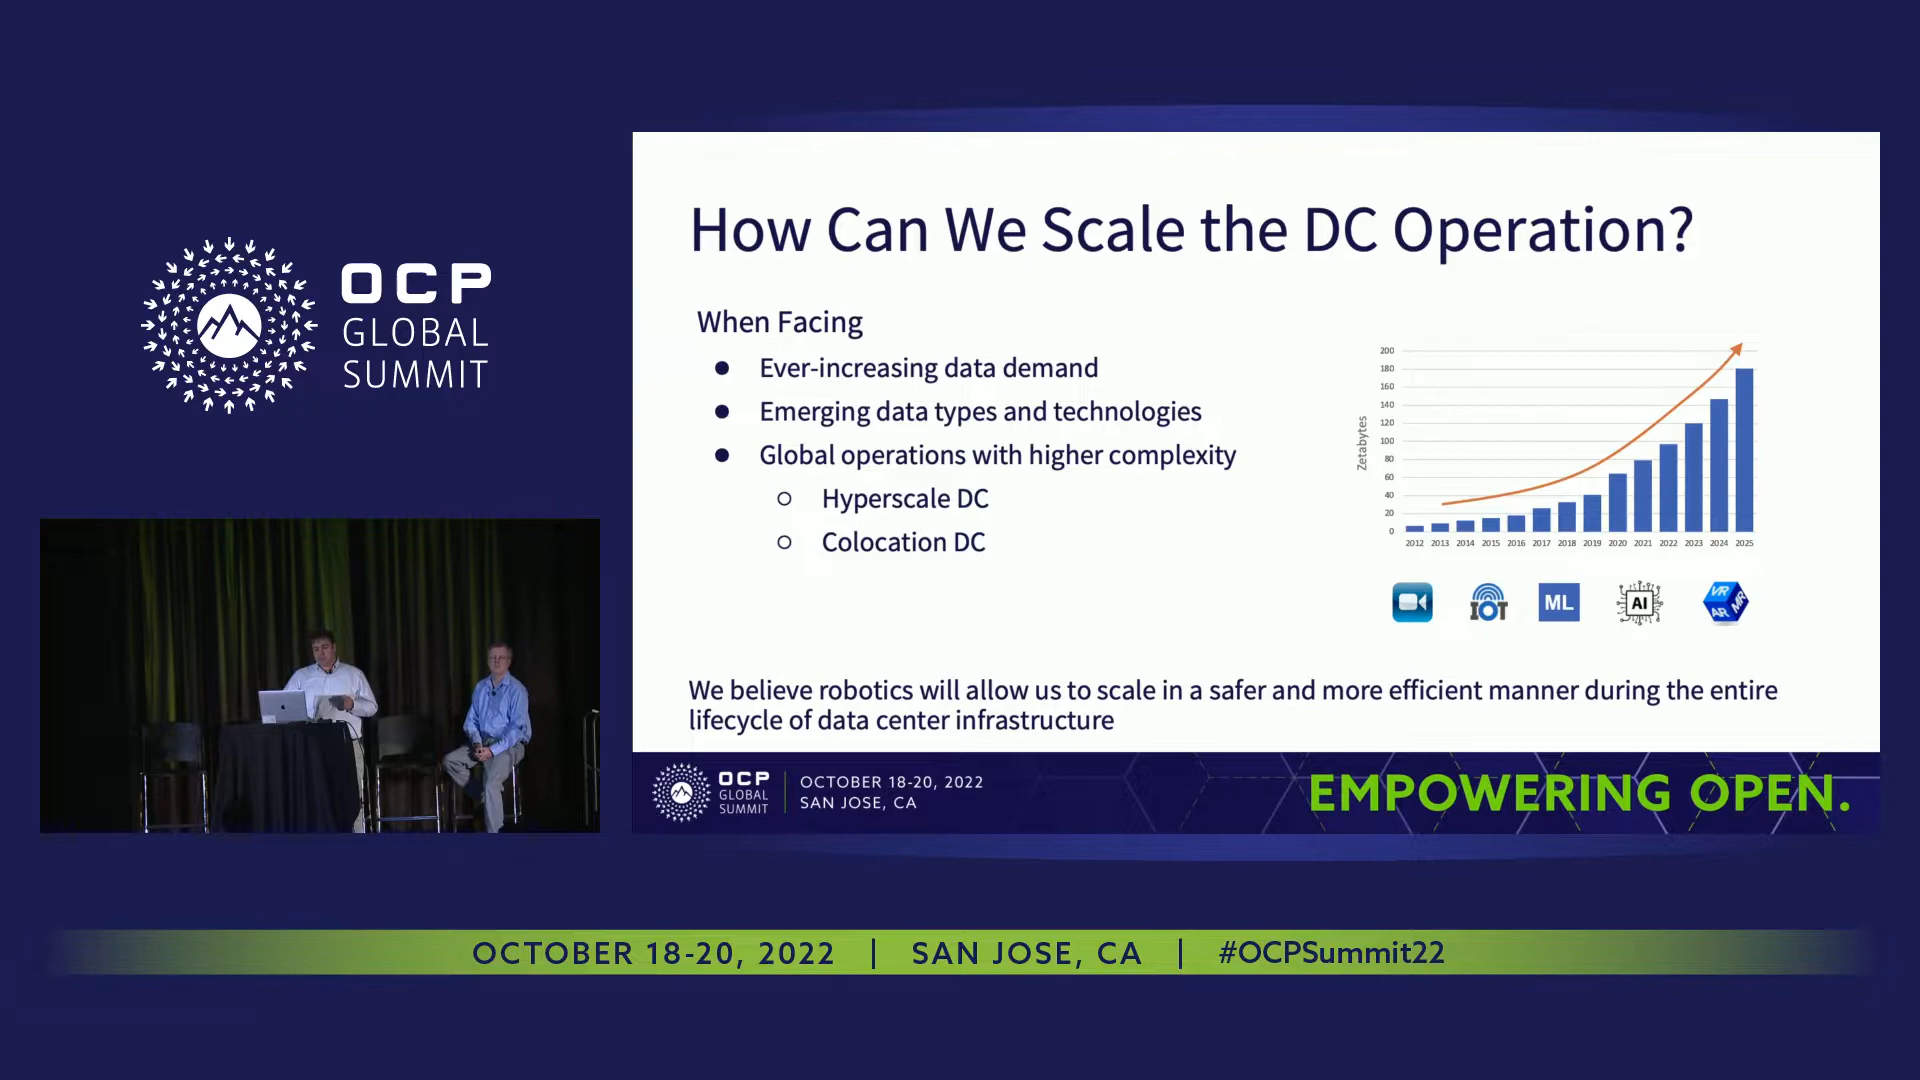 OCP
GLOBAL
SUMMIT
How Can We Scale the DC Operation?
When Facing
● Ever-increasing data demand
● Emerging data types and technologies
● Global operations with higher complexity
○ Hyperscale DC
○ Colocation DC
Zetabytes
200
180
160
140
120
100
80
60
40
20
0
2012 2013 2014 2015 2016 2017 2018 2019 2020 2021 2022 2023 2024 2025
IOT ML AI VR AR MR
We believe robotics will allow us to scale in a safer and more efficient manner during the entire
lifecycle of data center infrastructure
OCP
GLOBAL
SUMMIT
OCTOBER 18-20, 2022
SAN JOSE, CA
EMPOWERING OPEN.
OCTOBER 18-20, 2022 | SAN JOSE, CA | #OCPSummit22